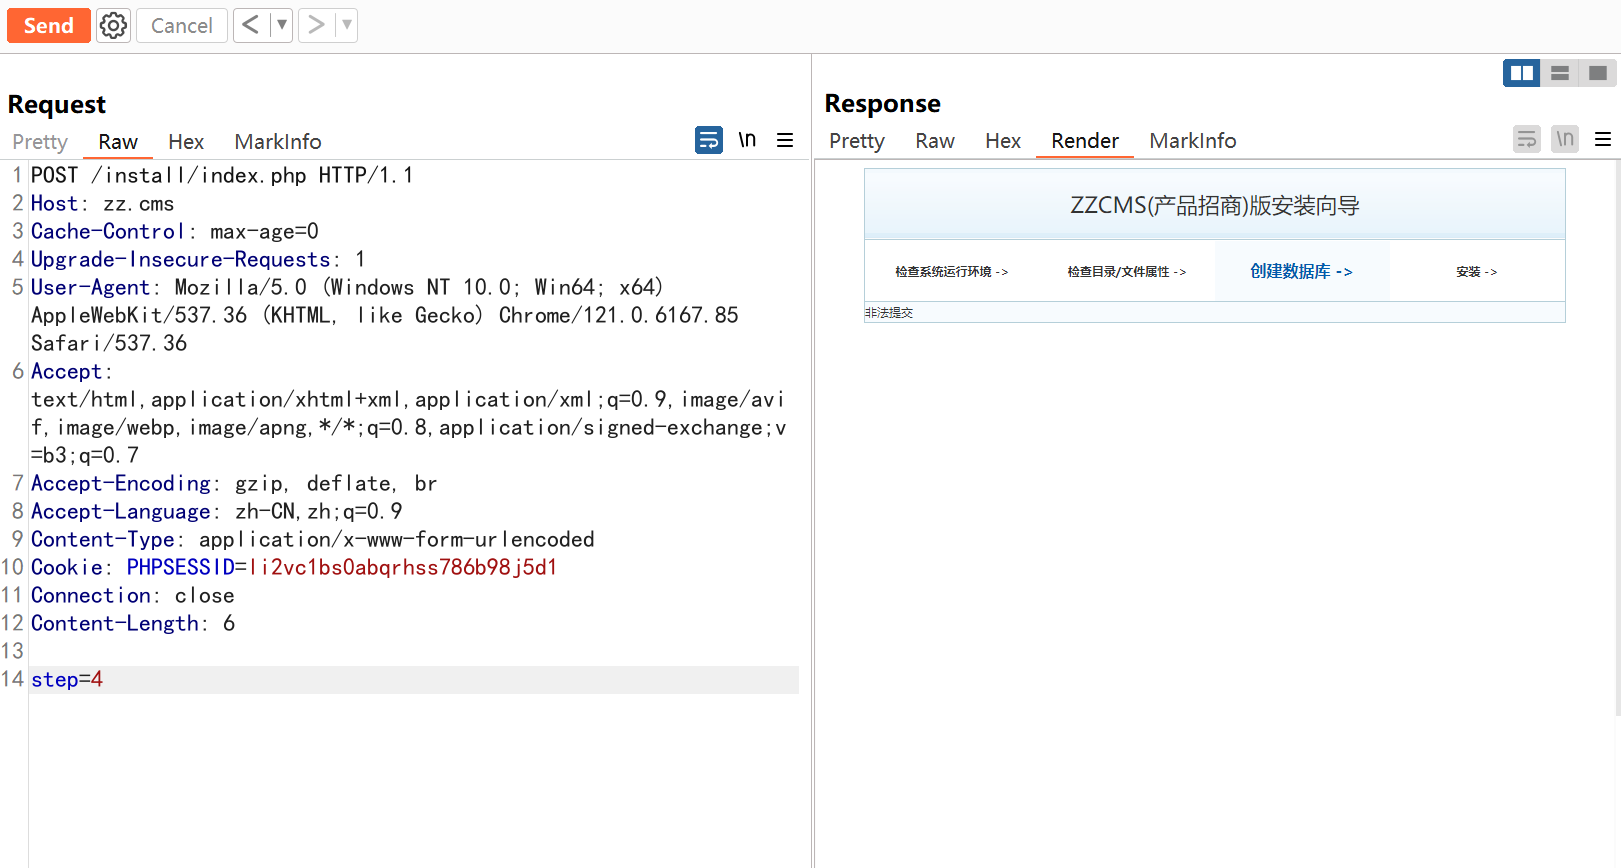 Send Cancel < ▼ > ▼
Request
Pretty Raw Hex MarkInfo \n
1 POST /install/index.php HTTP/1.1
2 Host: zz.cms
3 Cache-Control: max-age=0
4 Upgrade-Insecure-Requests: 1
5 User-Agent: Mozilla/5.0 (Windows NT 10.0; Win64; x64)
AppleWebKit/537.36 (KHTML, like Gecko) Chrome/121.0.6167.85
Safari/537.36
6 Accept:
text/html,application/xhtml+xml,application/xml;q=0.9,image/avi
f,image/webp,image/apng,*/*;q=0.8,application/signed-exchange;v
=b3;q=0.7
7 Accept-Encoding: gzip, deflate, br
8 Accept-Language: zh-CN,zh;q=0.9
9 Content-Type: application/x-www-form-urlencoded
10 Cookie: PHPSESSID=li2vc1bs0abqrhss786b98j5d1
11 Connection: close
12 Content-Length: 6
13
14 step=4
Response
Pretty Raw Hex Render MarkInfo \n
ZZCMS(产品招商)版安装向导
检查系统运行环境 -> 检查目录/文件属性 -> 创建数据库 -> 安装 ->
非法提交